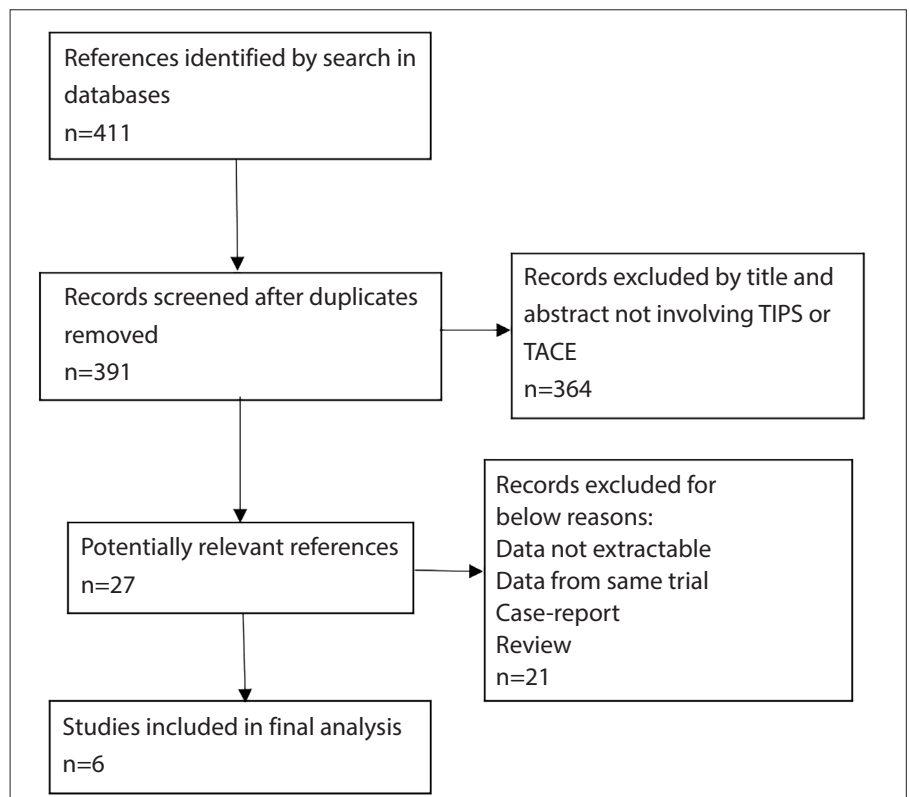 References identified by search in
databases
n=411
Records screened after duplicates
removed
n=391
Records excluded by title and
abstract not involving TIPS or
TACE
n=364
Potentially relevant references
n=27
Records excluded for
below reasons:
Data not extractable
Data from same trial
Case-report
Review
n=21
Studies included in final analysis
n=6